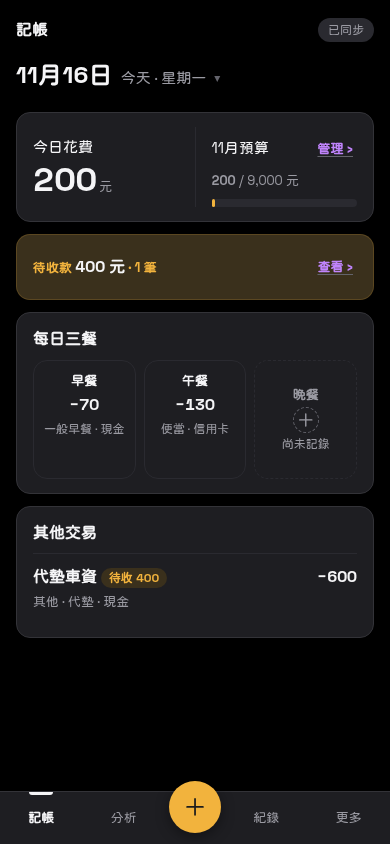 記帳
已同步
11月16日 今天 · 星期一 ▾
今日花費
200 元
11月預算
管理 >
200 / 9,000 元
待收款 400 元 · 1 筆
查看 >
每日三餐
早餐
-70
一般早餐 · 現金
午餐
-130
便當 · 信用卡
晚餐
+
尚未記錄
其他交易
代墊車資 待收 400
-600
其他 · 代墊 · 現金
記帳
分析
+
紀錄
更多